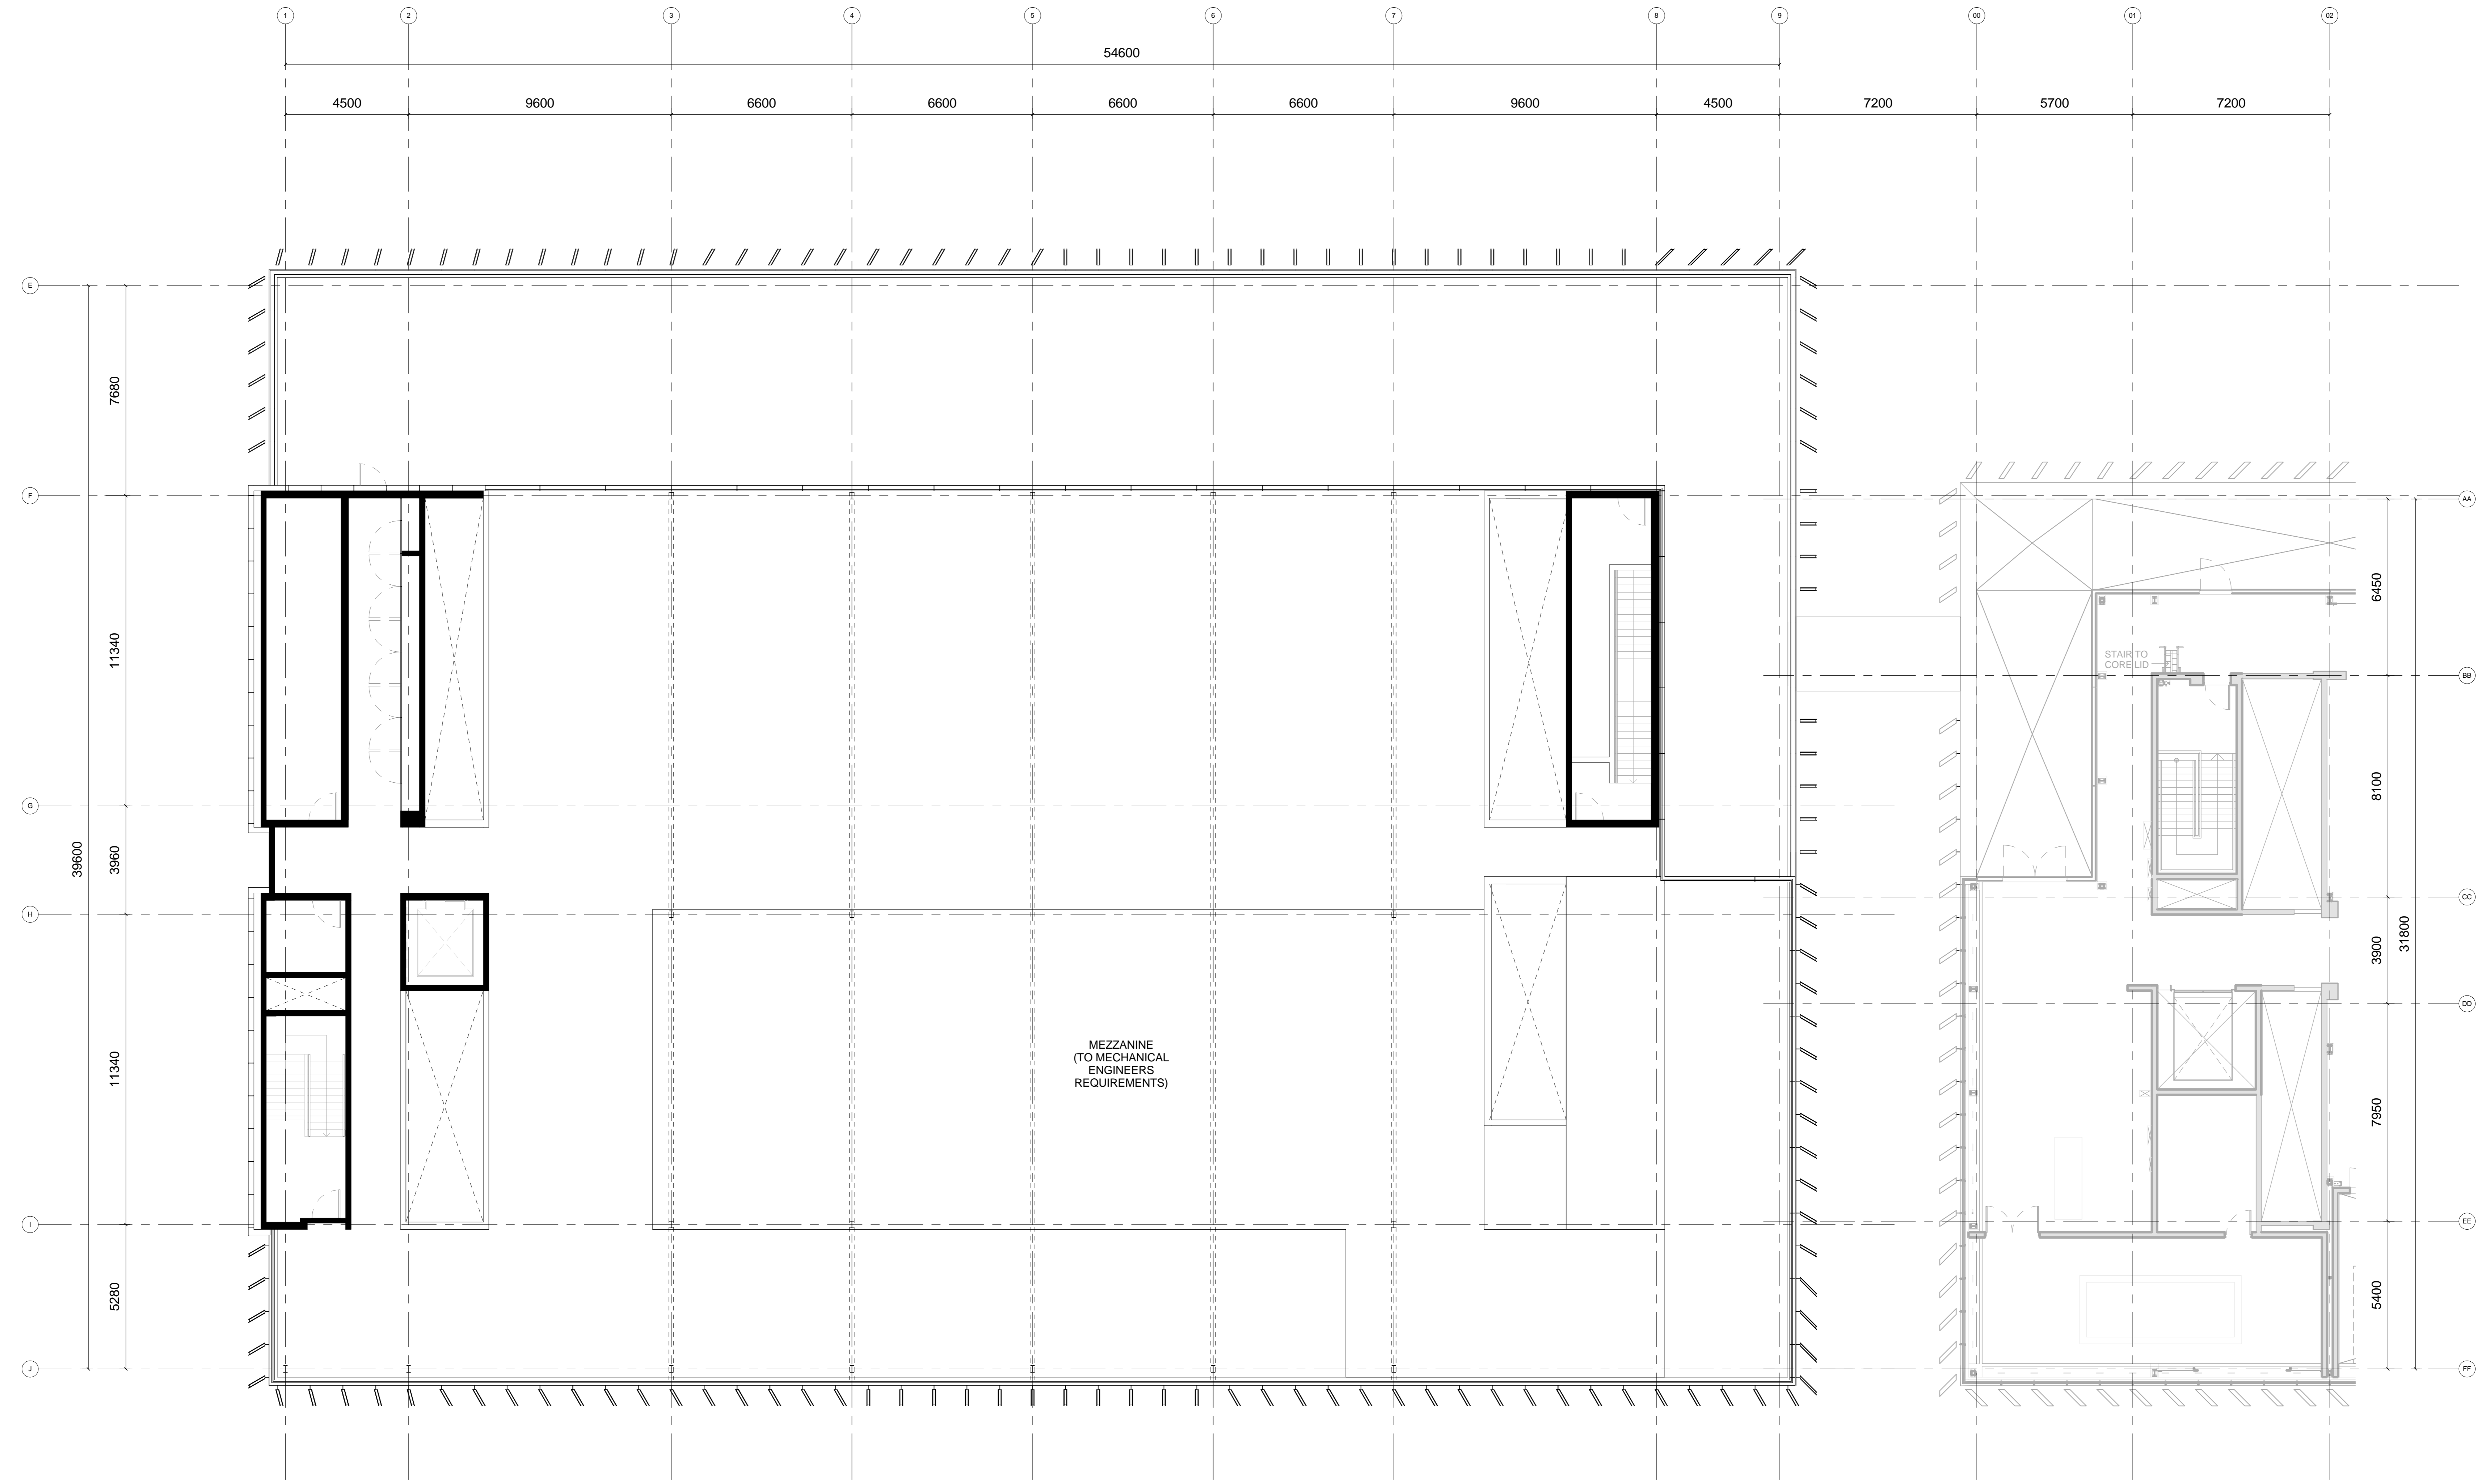 1 2 3 4 5 6 7 8 9 00 01 02
54600
4500 9600 6600 6600 6600 6600 9600 4500 7200 5700 7200
E
7680
F
AA
6450
11340
STAIR TO
CORE LID
BB
8100
G
39600
3960
CC
H
3900
31800
DD
MEZZANINE
(TO MECHANICAL
ENGINEERS
REQUIREMENTS)
11340
7950
I
EE
5280
5400
J
FF